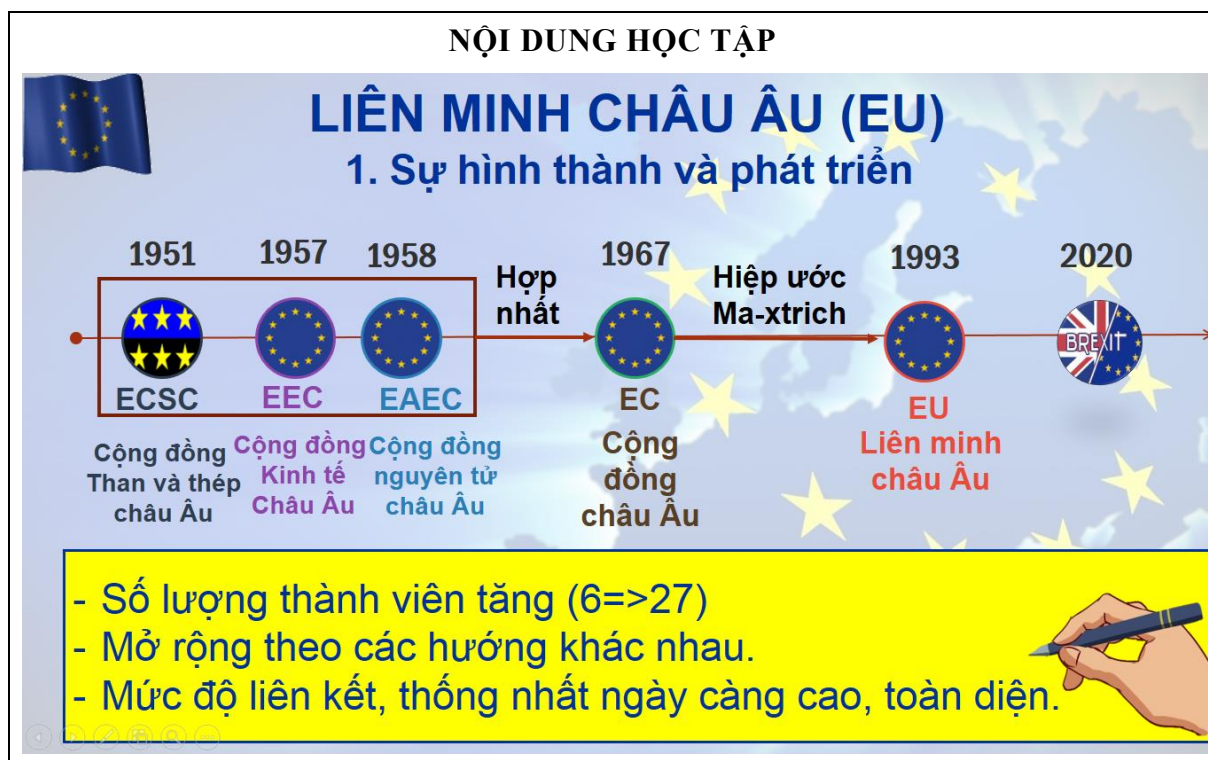 NỘI DUNG HỌC TẬP
LIÊN MINH CHÂU ÂU (EU)
1. Sự hình thành và phát triển
1951
1957
1958
Hợp
nhất
1967
Hiệp ước
Ma-xtrich
1993
2020
BREXIT
ECSC
EEC
EAEC
EC
EU
Cộng đồng
Than và thép
châu Âu
Cộng đồng
Kinh tế
Châu Âu
Cộng đồng
nguyên tử
châu Âu
Cộng
đồng
châu Âu
Liên minh
châu Âu
- Số lượng thành viên tăng (6=>27)
- Mở rộng theo các hướng khác nhau.
- Mức độ liên kết, thống nhất ngày càng cao, toàn diện.